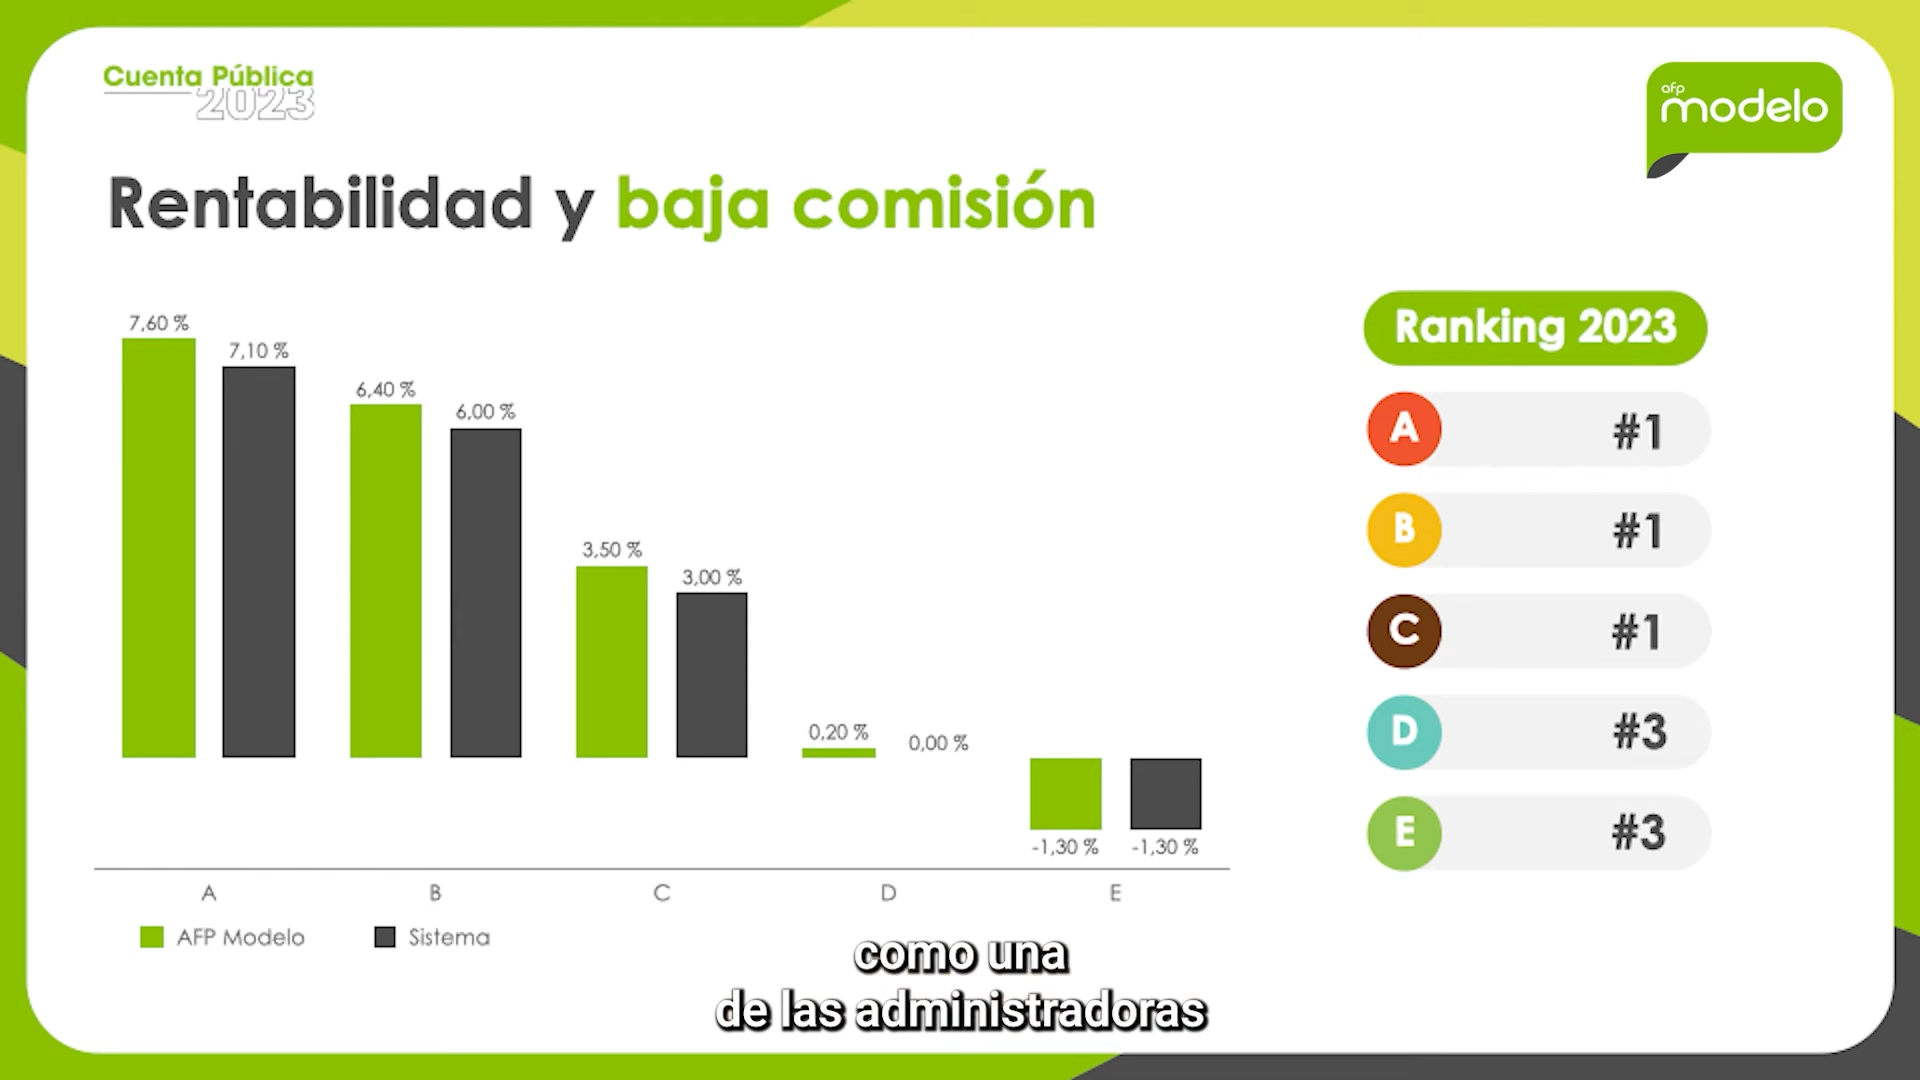 Cuenta Pública
2023
afp
modelo
Rentabilidad y baja comisión
7,60 %
7,10 %
6,40 %
6,00 %
3,50 %
3,00 %
0,20 %
0,00 %
-1,30 %
-1,30 %
A
B
C
D
E
AFP Modelo
Sistema
Ranking 2023
A #1
B #1
C #1
D #3
E #3
como una
de las administradoras